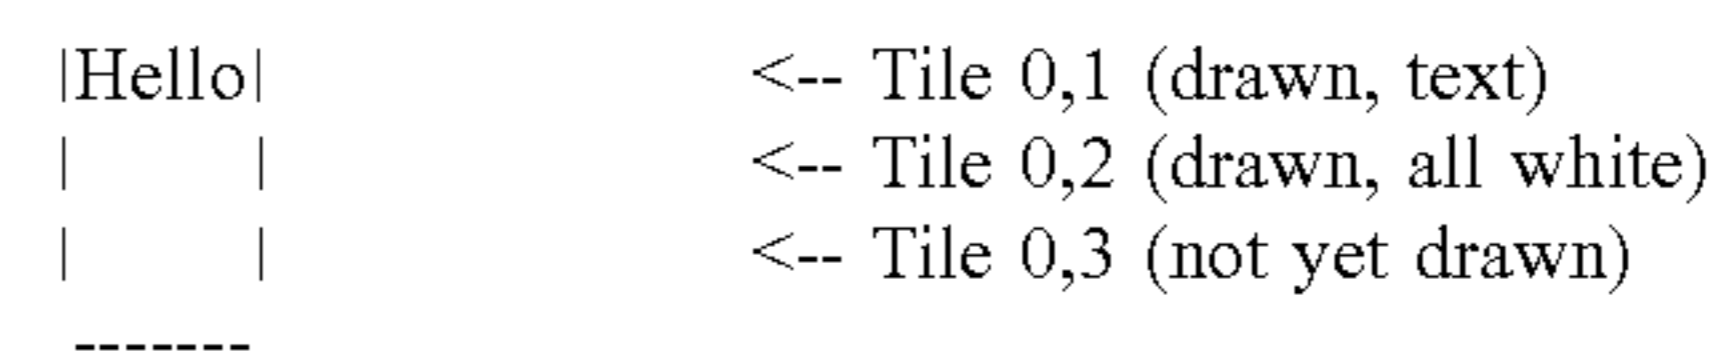 |Hello| <-- Tile 0,1 (drawn, text)
| | <-- Tile 0,2 (drawn, all white)
| | <-- Tile 0,3 (not yet drawn)
-------